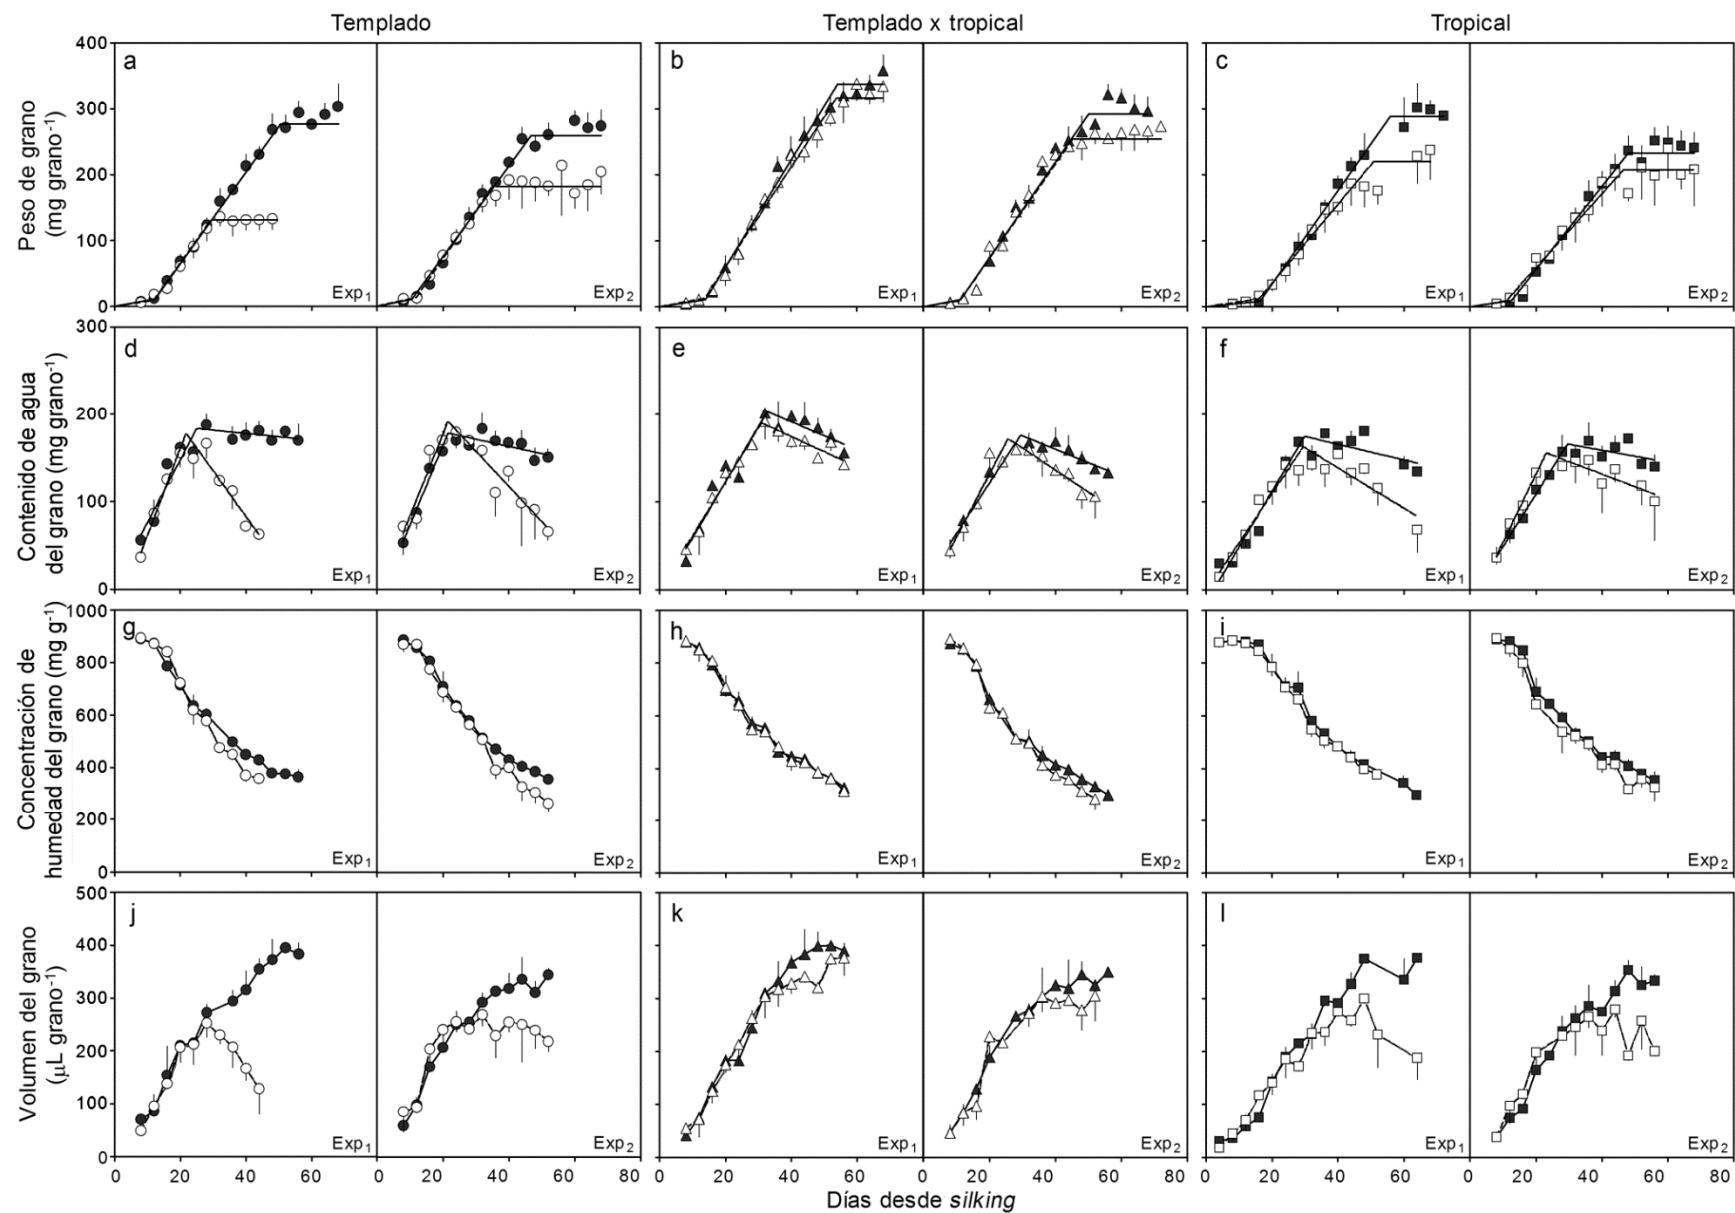 Templado
Templado x tropical
Tropical
Peso de grano
(mg grano⁻¹)
400
300
200
100
0
a
Exp₁
Exp₂
b
Exp₁
Exp₂
c
Exp₁
Exp₂
Contenido de agua
del grano (mg grano⁻¹)
300
200
100
0
d
Exp₁
Exp₂
e
Exp₁
Exp₂
f
Exp₁
Exp₂
Concentración de
humedad del grano (mg g⁻¹)
1000
800
600
400
200
0
g
Exp₁
Exp₂
h
Exp₁
Exp₂
i
Exp₁
Exp₂
Volumen del grano
(µL grano⁻¹)
500
400
300
200
100
0
j
Exp₁
Exp₂
k
Exp₁
Exp₂
l
Exp₁
Exp₂
0 20 40 60 20 40 60 80 0 20 40 60 20 40 60 80 0 20 40 60 20 40 60 80
Días desde silking